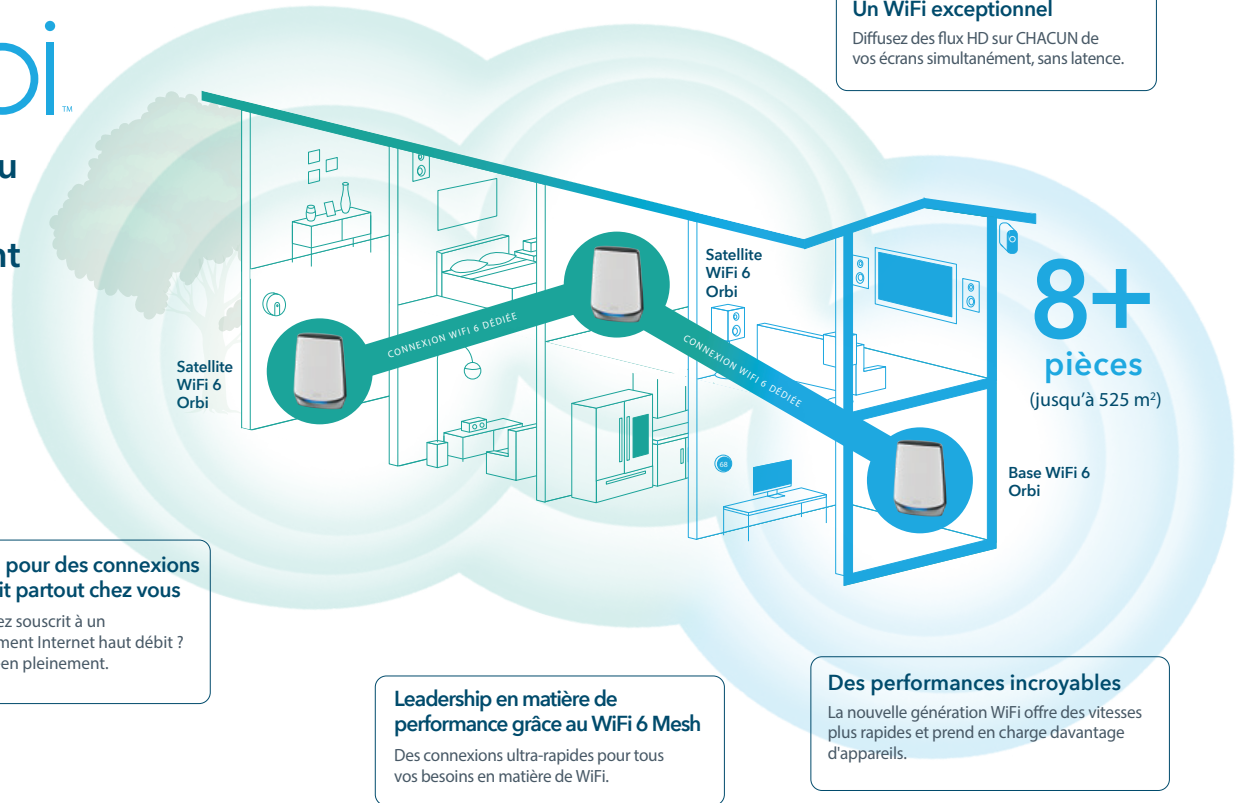 Un WiFi exceptionnel
Diffusez des flux HD sur CHACUN de
vos écrans simultanément, sans latence.
bi
TM
u
nt
Satellite
WiFi 6
Orbi
CONNEXION WIFI 6 DÉDIÉE
Satellite
WiFi 6
Orbi
CONNEXION WIFI 6 DÉDIÉE
68
8+
pièces
(jusqu'à 525 m²)
Base WiFi 6
Orbi
pour des connexions
it partout chez vous
ez souscrit à un
ment Internet haut débit ?
en pleinement.
Leadership en matière de
performance grâce au WiFi 6 Mesh
Des connexions ultra-rapides pour tous
vos besoins en matière de WiFi.
Des performances incroyables
La nouvelle génération WiFi offre des vitesses
plus rapides et prend en charge davantage
d'appareils.